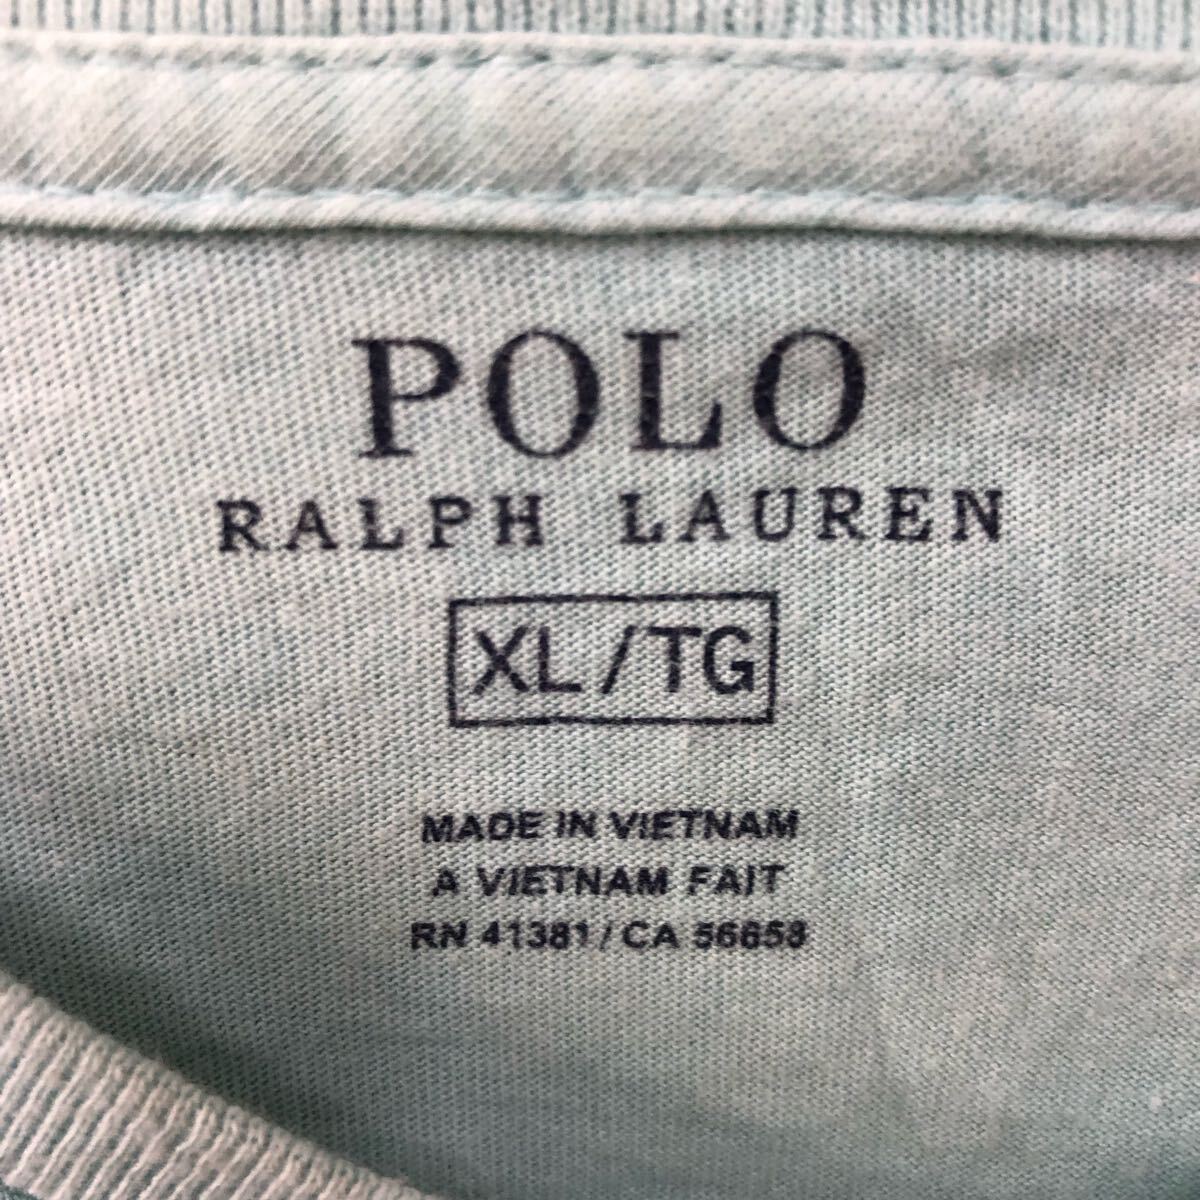 POLO
RALPH LAUREN
XL/TG
MADE IN VIETNAM
A VIETNAM FAIT
RN 41381/CA 56658